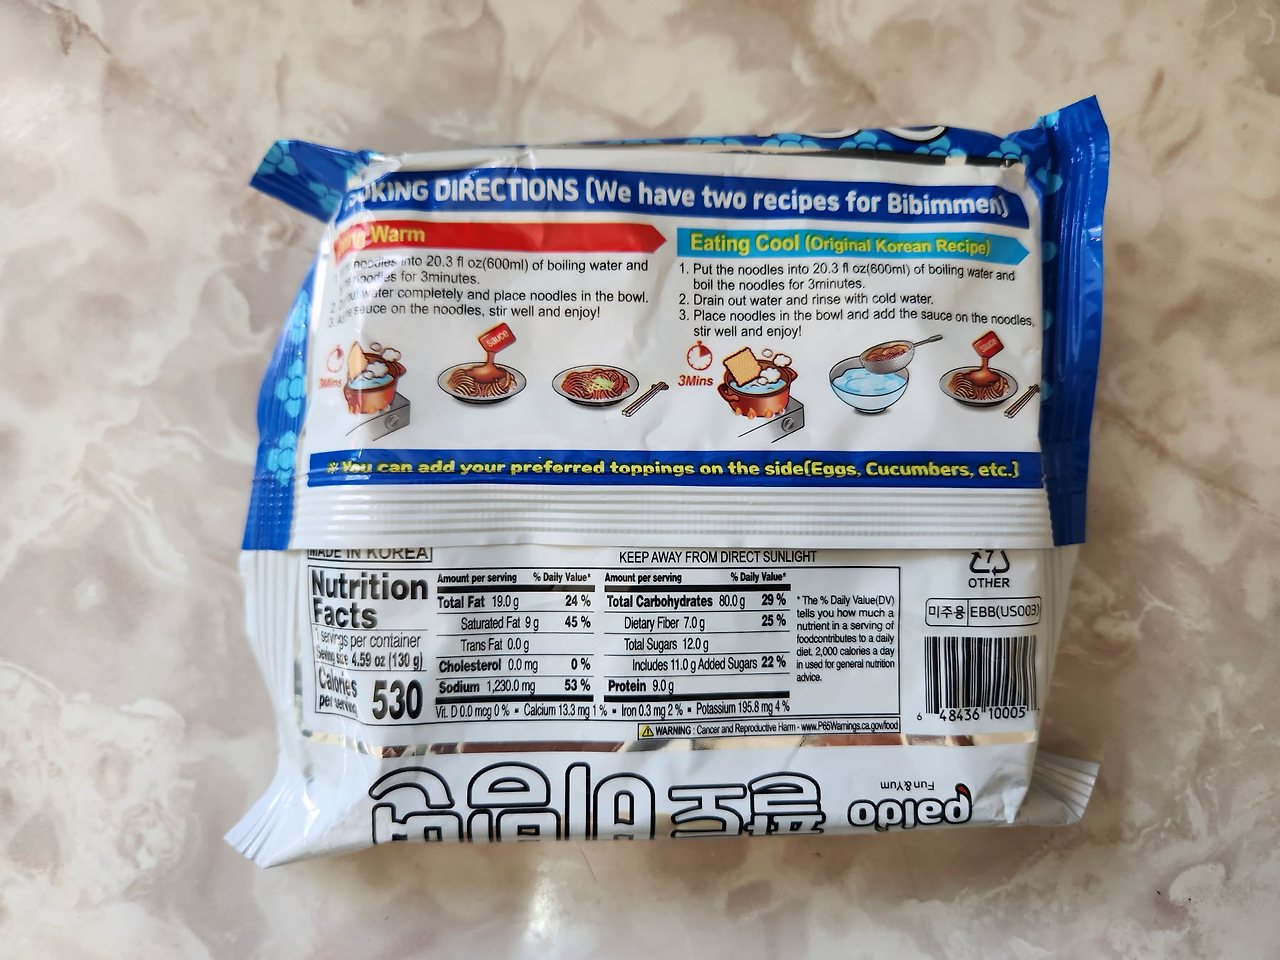 COOKING DIRECTIONS (We have two recipes for Bibimmen)
Warm
noodles into 20.3 fl oz(600ml) of boiling water and
noodles for 3minutes.
2. water completely and place noodles in the bowl.
3. sauce on the noodles, stir well and enjoy!
3Mins
sauce
Eating Cool (Original Korean Recipe)
1. Put the noodles into 20.3 fl oz(600ml) of boiling water and
boil the noodles for 3minutes.
2. Drain out water and rinse with cold water.
3. Place noodles in the bowl and add the sauce on the noodles,
stir well and enjoy!
3Mins
sauce
* You can add your preferred toppings on the side(Eggs, Cucumbers, etc.)
MADE IN KOREA
KEEP AWAY FROM DIRECT SUNLIGHT
Nutrition
Facts
1 servings per container
Serving size 4.59 oz (130 g)
Calories
per serving 530
Amount per serving % Daily Value*
Total Fat 19.0 g 24 %
Saturated Fat 9 g 45 %
Trans Fat 0.0 g
Cholesterol 0.0 mg 0 %
Sodium 1,230.0 mg 53 %
Amount per serving % Daily Value*
Total Carbohydrates 80.0 g 29 %
Dietary Fiber 7.0 g 25 %
Total Sugars 12.0 g
Includes 11.0 g Added Sugars 22 %
Protein 9.0 g
Vit. D 0.0 mcg 0 % ▪ Calcium 13.3 mg 1 % ▪ Iron 0.3 mg 2 % ▪ Potassium 195.8 mg 4 %
* The % Daily Value(DV)
tells you how much a
nutrient in a serving of
foodcontributes to a daily
diet. 2,000 calories a day
in used for general nutrition
advice.
WARNING : Cancer and Reproductive Harm - www.P65Warnings.ca.gov/food
7
OTHER
미주용 EBB(US003)
6 48436 10005
paldo
Fun&Yum